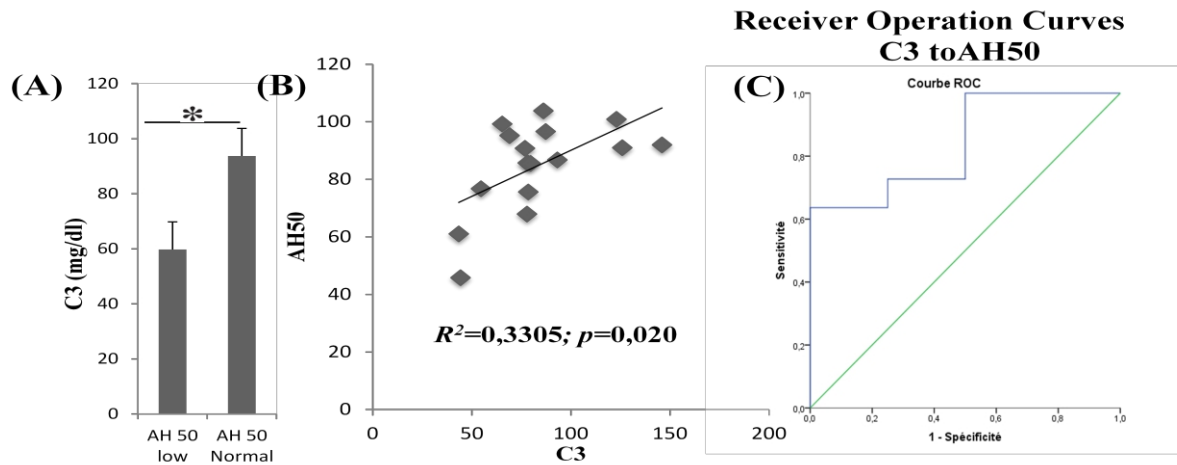 Receiver Operation Curves
C3 toAH50
(A)
C3 (mg/dl)
120
100
80
60
40
20
0
*
AH 50
low
AH 50
Normal
(B)
AH50
120
100
80
60
40
20
0
R²=0,3305; p=0,020
0
50
100
150
200
C3
(C)
Courbe ROC
Sensitivité
1,0
0,8
0,6
0,4
0,2
0,0
0,0
0,2
0,4
0,6
0,8
1,0
1 - Spécificité